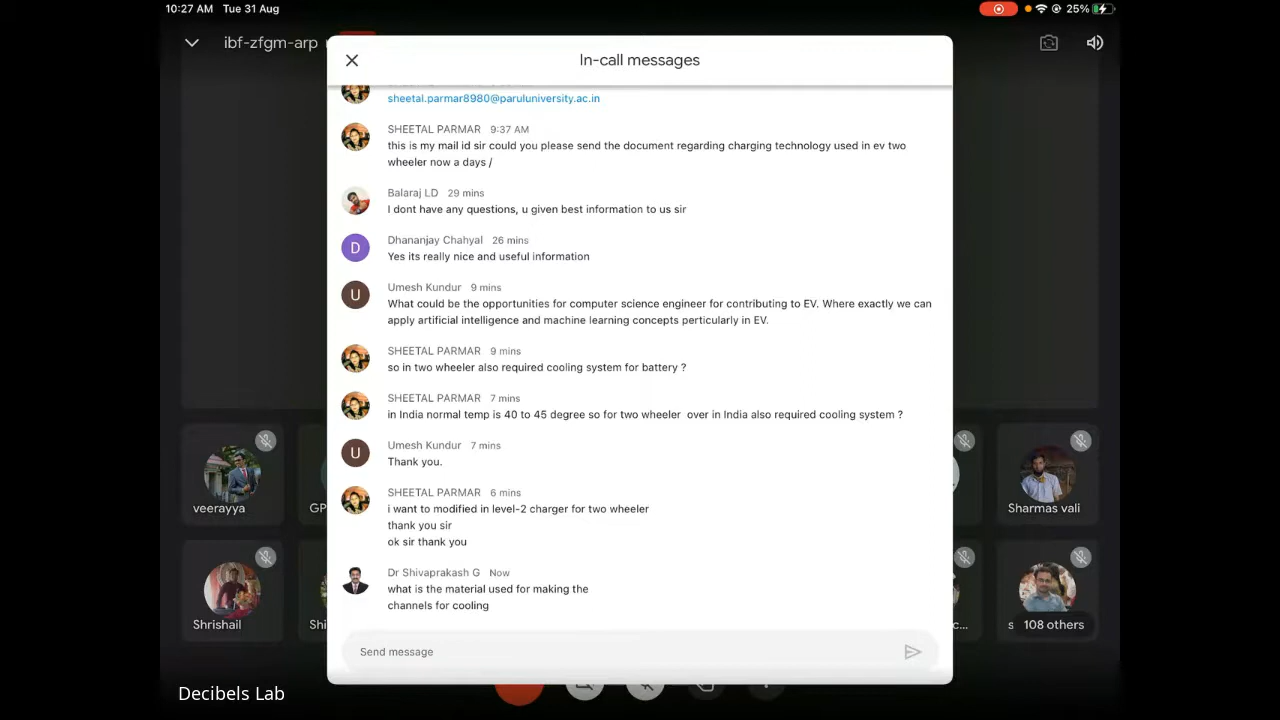 10:27 AM Tue 31 Aug
25%
ibf-zfgm-arp
In-call messages
sheetal.parmar8980@paruluniversity.ac.in
SHEETAL PARMAR 9:37 AM
this is my mail id sir could you please send the document regarding charging technology used in ev two
wheeler now a days /
Balaraj LD 29 mins
I dont have any questions, u given best information to us sir
D
Dhananjay Chahyal 26 mins
Yes its really nice and useful information
U
Umesh Kundur 9 mins
What could be the opportunities for computer science engineer for contributing to EV. Where exactly we can
apply artificial intelligence and machine learning concepts perticularly in EV.
SHEETAL PARMAR 9 mins
so in two wheeler also required cooling system for battery ?
SHEETAL PARMAR 7 mins
in India normal temp is 40 to 45 degree so for two wheeler over in India also required cooling system ?
U
Umesh Kundur 7 mins
Thank you.
SHEETAL PARMAR 6 mins
i want to modified in level-2 charger for two wheeler
thank you sir
ok sir thank you
Dr Shivaprakash G Now
what is the material used for making the
channels for cooling
Send message
veerayya
GP
Sharmas vali
Shrishail
Shi
c...
s
108 others
Decibels Lab